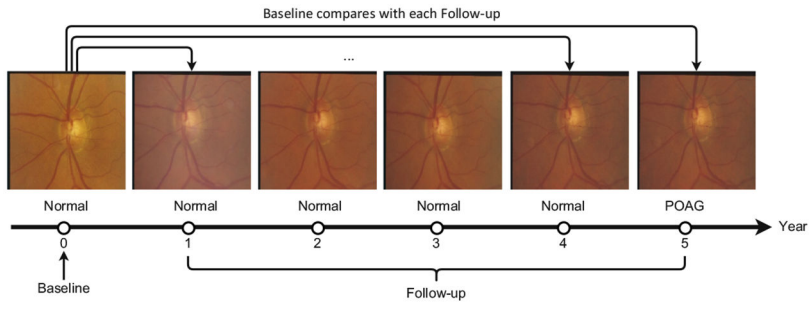 Baseline compares with each Follow-up
...
Normal Normal Normal Normal Normal POAG
Year
0 1 2 3 4 5
Baseline
Follow-up